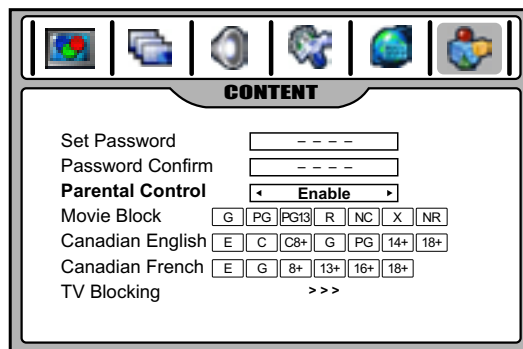 CONTENT
Set Password – – – –
Password Confirm – – – –
Parental Control ◂ Enable ▸
Movie Block G PG PG13 R NC X NR
Canadian English E C C8+ G PG 14+ 18+
Canadian French E G 8+ 13+ 16+ 18+
TV Blocking >>>